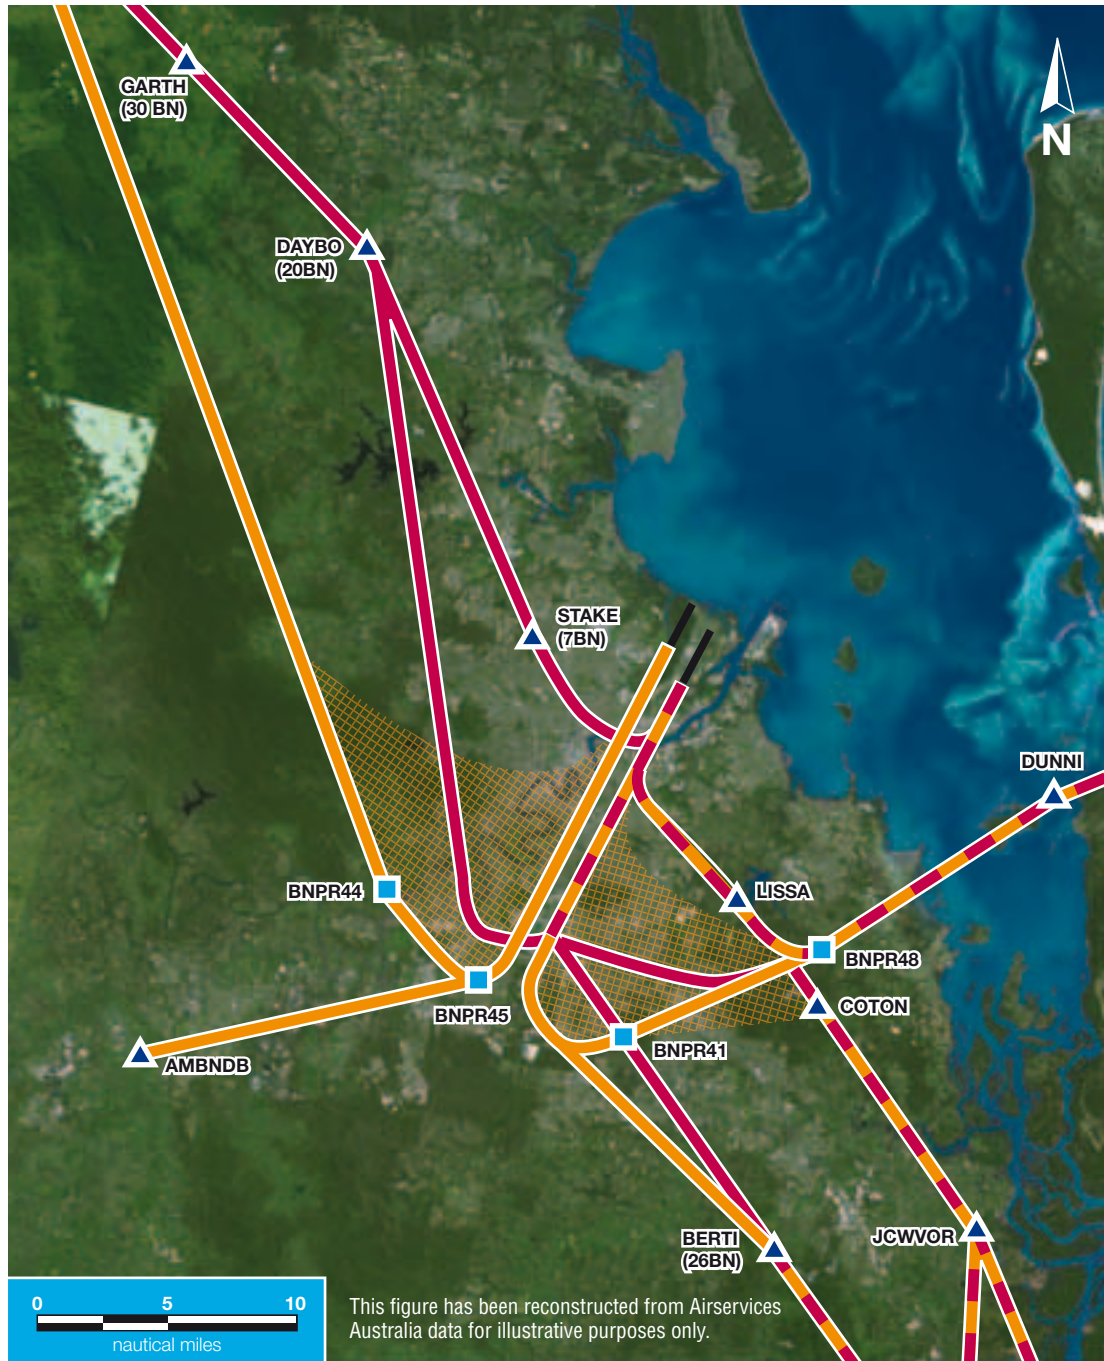 GARTH
(30 BN)
N
DAYBO
(20BN)
STAKE
(7BN)
DUNNI
BNPR44
LISSA
BNPR48
BNPR45
COTON
BNPR41
AMBNDB
BERTI
(26BN)
JCWVOR
0 5 10
nautical miles
This figure has been reconstructed from Airservices
Australia data for illustrative purposes only.